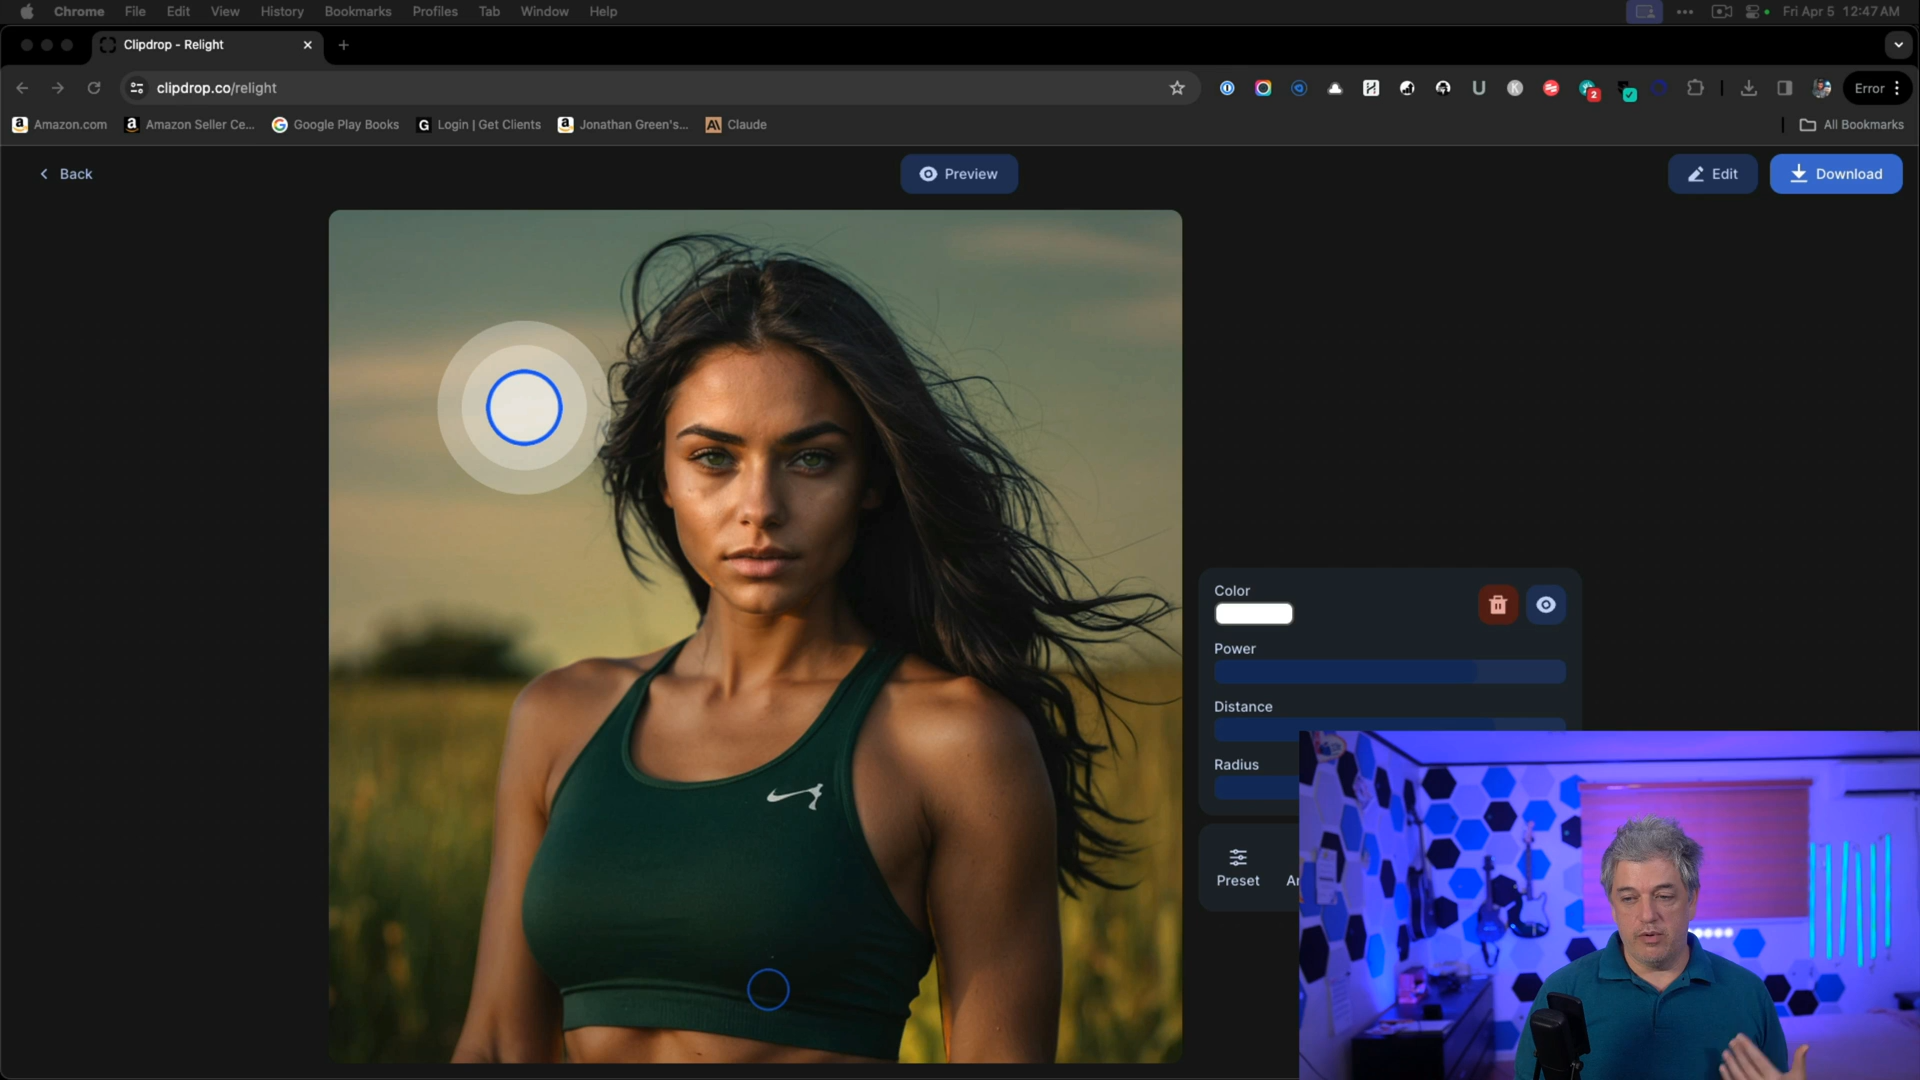 Chrome File Edit View History Bookmarks Profiles Tab Window Help Fri Apr 5 12:47 AM
Clipdrop - Relight
clipdrop.co/relight 2 Error
Amazon.com Amazon Seller Ce... Google Play Books Login | Get Clients Jonathan Green's... Claude All Bookmarks
Back Preview Edit Download
Color
Power
Distance
Radius
Preset